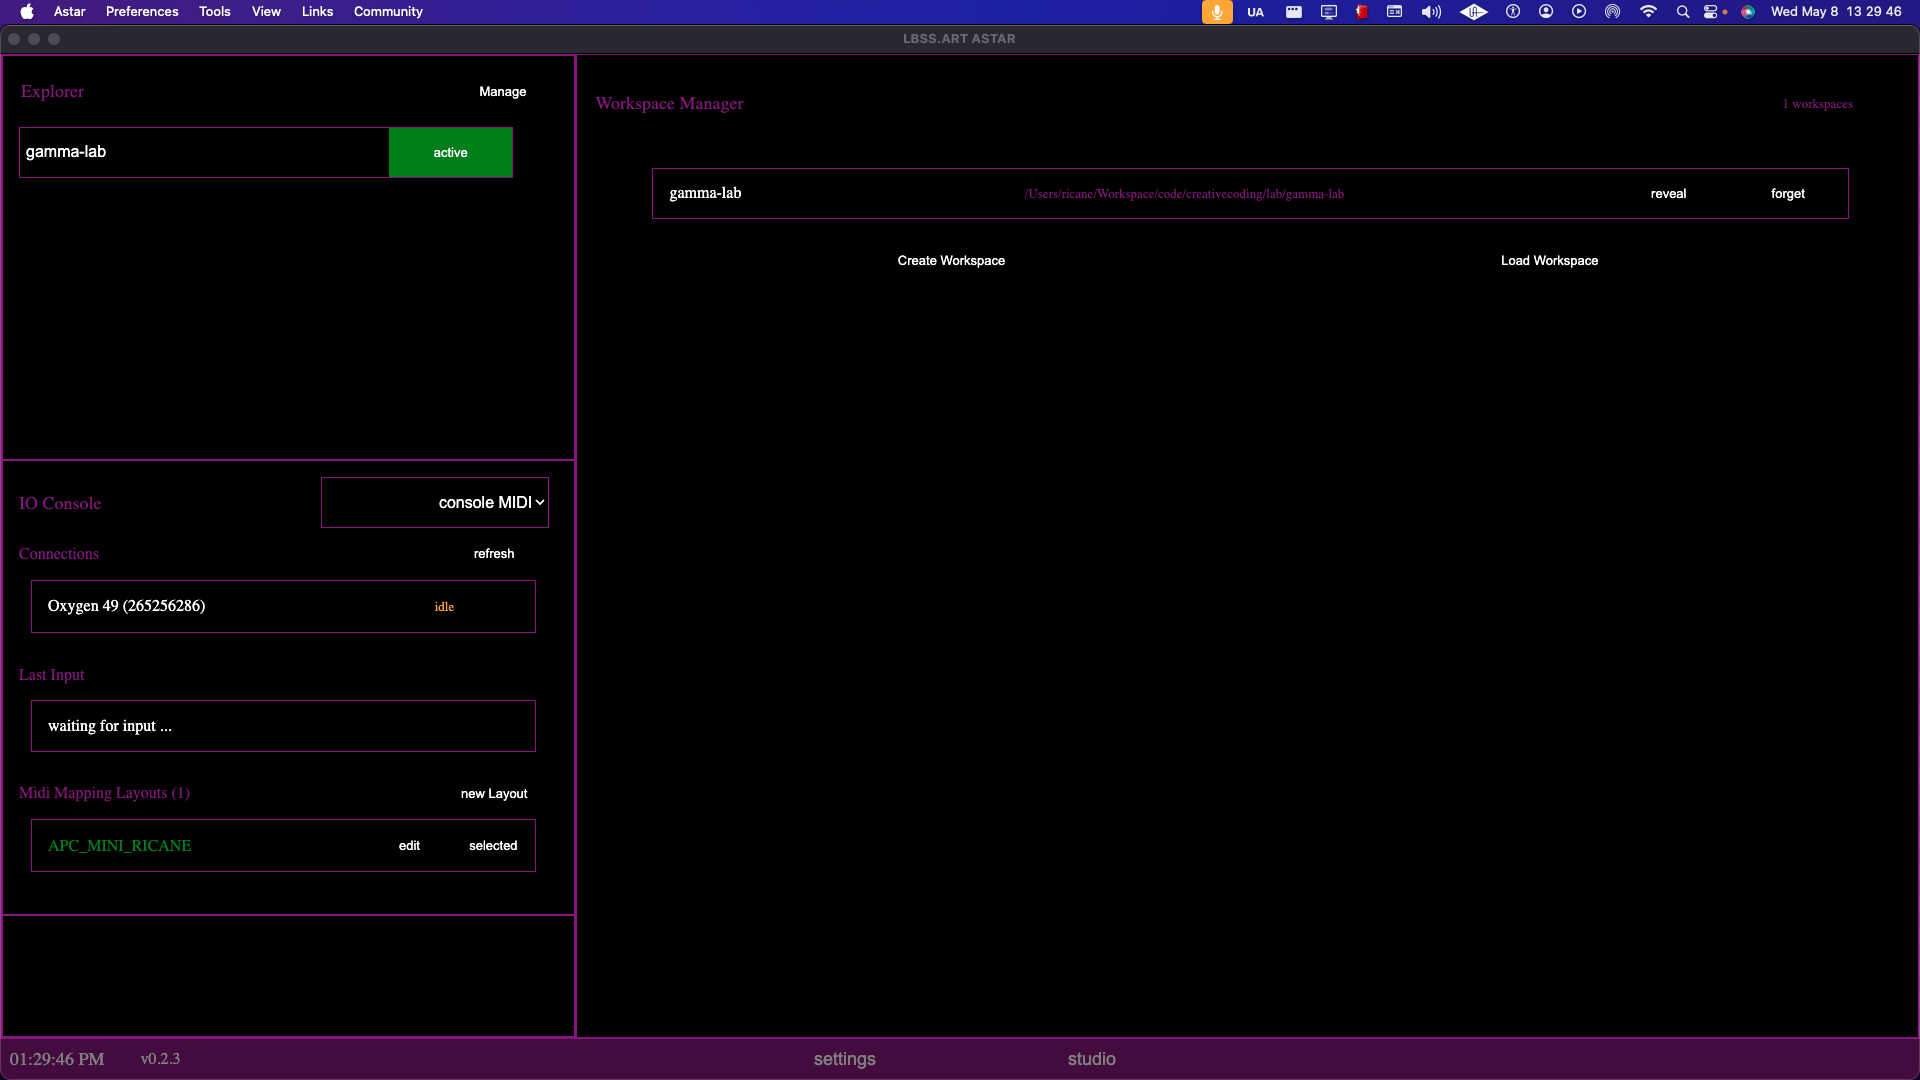 Astar Preferences Tools View Links Community UA Wed May 8 13 29 46
LBSS.ART ASTAR
Explorer Manage
gamma-lab active
Workspace Manager 1 workspaces
gamma-lab /Users/ricane/Workspace/code/creativecoding/lab/gamma-lab reveal forget
Create Workspace Load Workspace
IO Console console MIDI
Connections refresh
Oxygen 49 (265256286) idle
Last Input
waiting for input ...
Midi Mapping Layouts (1) new Layout
APC_MINI_RICANE edit selected
01:29:46 PM v0.2.3 settings studio